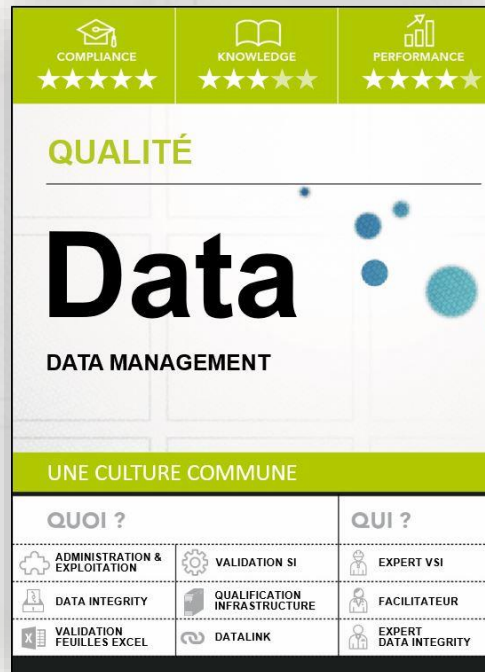 COMPLIANCE
KNOWLEDGE
PERFORMANCE
QUALITÉ
Data
DATA MANAGEMENT
UNE CULTURE COMMUNE
QUOI ?
QUI ?
ADMINISTRATION &
EXPLOITATION
VALIDATION SI
EXPERT VSI
DATA INTEGRITY
QUALIFICATION
INFRASTRUCTURE
FACILITATEUR
VALIDATION
FEUILLES EXCEL
DATALINK
EXPERT
DATA INTEGRITY